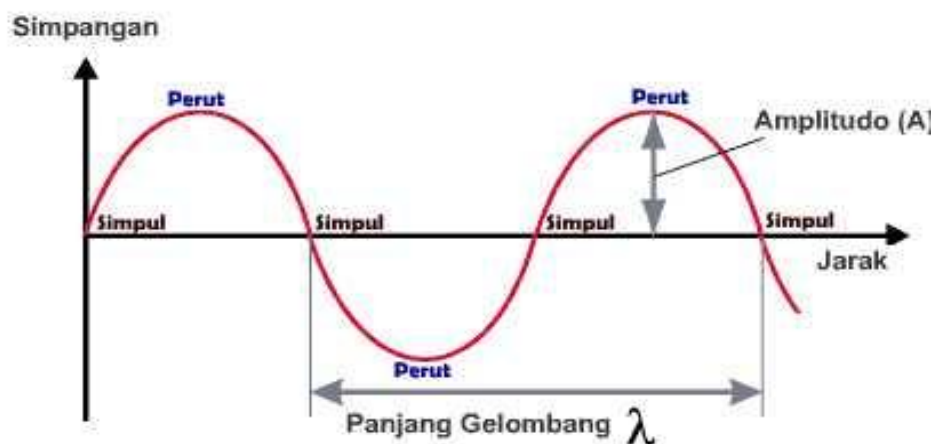 Simpangan
Perut
Perut
Amplitudo (A)
Simpul
Simpul
Simpul
Simpul
Jarak
Perut
Panjang Gelombang λ